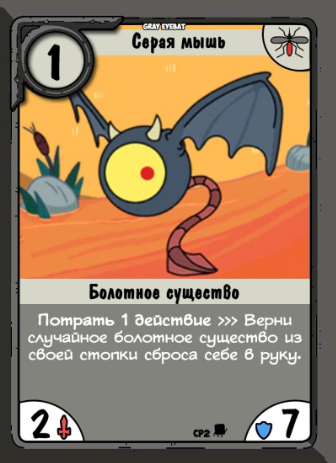 GRAY EYEBAT
1
Серая мышь
Болотное существо
Потрать 1 действие >>> Верни
случайное болотное существо из
своей стопки сброса себе в руку.
2
CP2
7